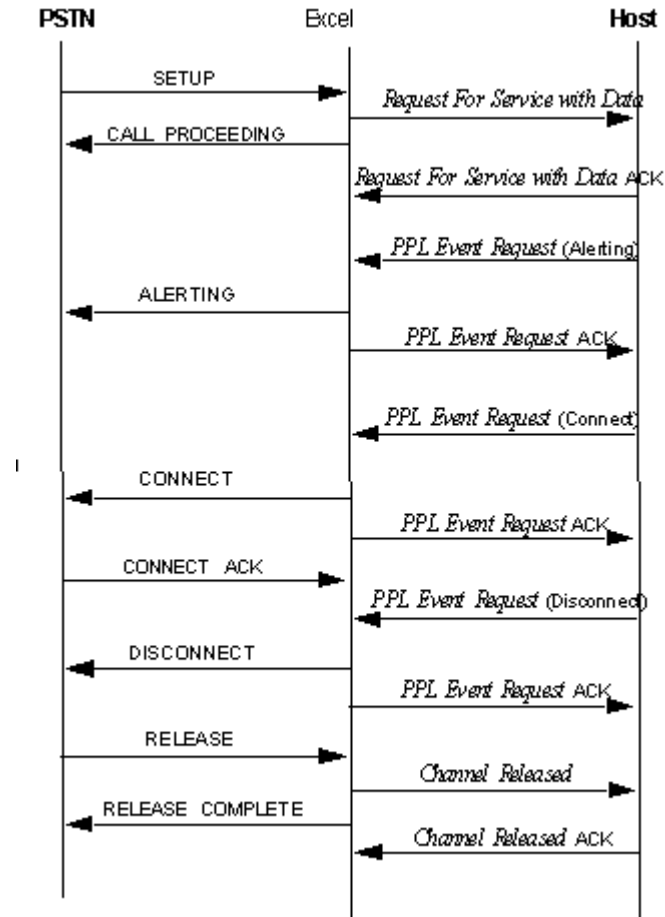 PSTN Excel Host
SETUP
Request For Service with Data
CALL PROCEEDING
Request For Service with Data ACK
PPL Event Request (Alerting)
ALERTING
PPL Event Request ACK
PPL Event Request (Connect)
CONNECT
PPL Event Request ACK
CONNECT ACK
PPL Event Request (Disconnect)
DISCONNECT
PPL Event Request ACK
RELEASE
Channel Released
RELEASE COMPLETE
Channel Released ACK